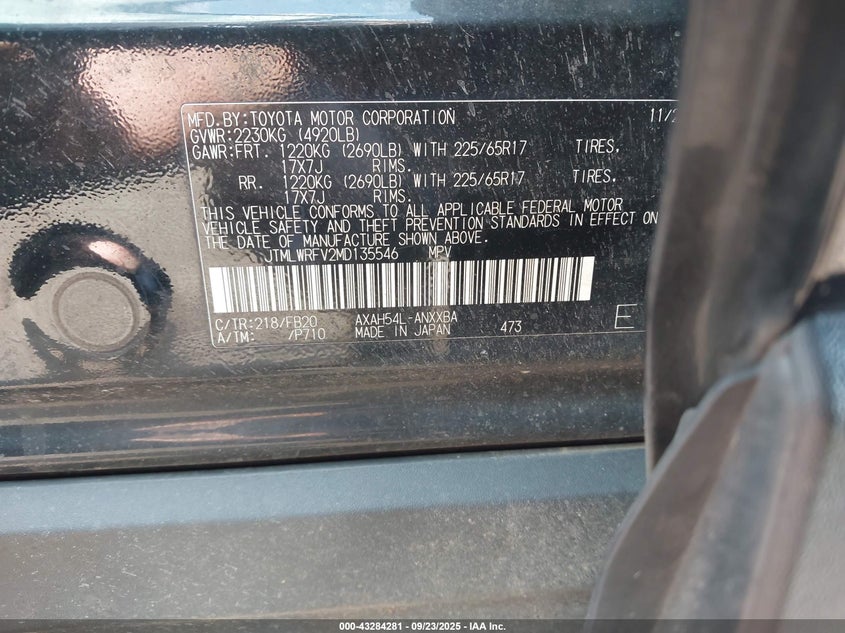 MFD.BY:TOYOTA MOTOR CORPORATION 11/
GVWR:2230KG (4920LB)
GAWR:FRT. 1220KG (2690LB) WITH 225/65R17 TIRES,
17X7J RIMS.
RR. 1220KG (2690LB) WITH 225/65R17 TIRES,
17X7J RIMS.
THIS VEHICLE CONFORMS TO ALL APPLICABLE FEDERAL MOTOR
VEHICLE SAFETY AND THEFT PREVENTION STANDARDS IN EFFECT ON
THE DATE OF MANUFACTURE SHOWN ABOVE.
JTMLWRFV2MD135546 MPV
C/TR:218/FB20 AXAH54L-ANXXBA
A/TM: /P710 MADE IN JAPAN 473 E
000-43284281 - 09/23/2025 - IAA Inc.